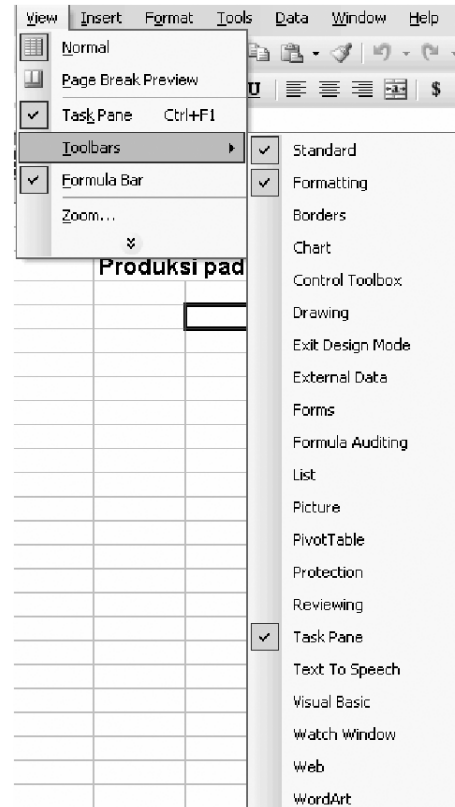 View Insert Format Tools Data Window Help
Normal
Page Break Preview
U $
Task Pane Ctrl+F1
Toolbars
Formula Bar
Zoom...
Produksi pad
Standard
Formatting
Borders
Chart
Control Toolbox
Drawing
Exit Design Mode
External Data
Forms
Formula Auditing
List
Picture
PivotTable
Protection
Reviewing
Task Pane
Text To Speech
Visual Basic
Watch Window
Web
WordArt